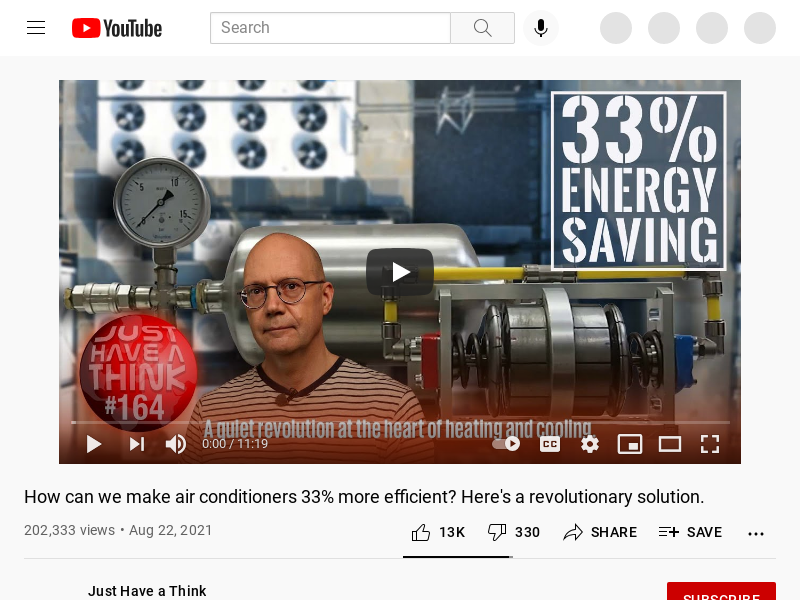 YouTube
Search
33%
ENERGY
SAVING
5
10
15
JUST
HAVE A
THINK
#164
A quiet revolution at the heart of heating and cooling
0:00 / 11:19
CC
How can we make air conditioners 33% more efficient? Here's a revolutionary solution.
202,333 views • Aug 22, 2021
13K
330
SHARE
SAVE
Just Have a Think
SUBSCRIBE